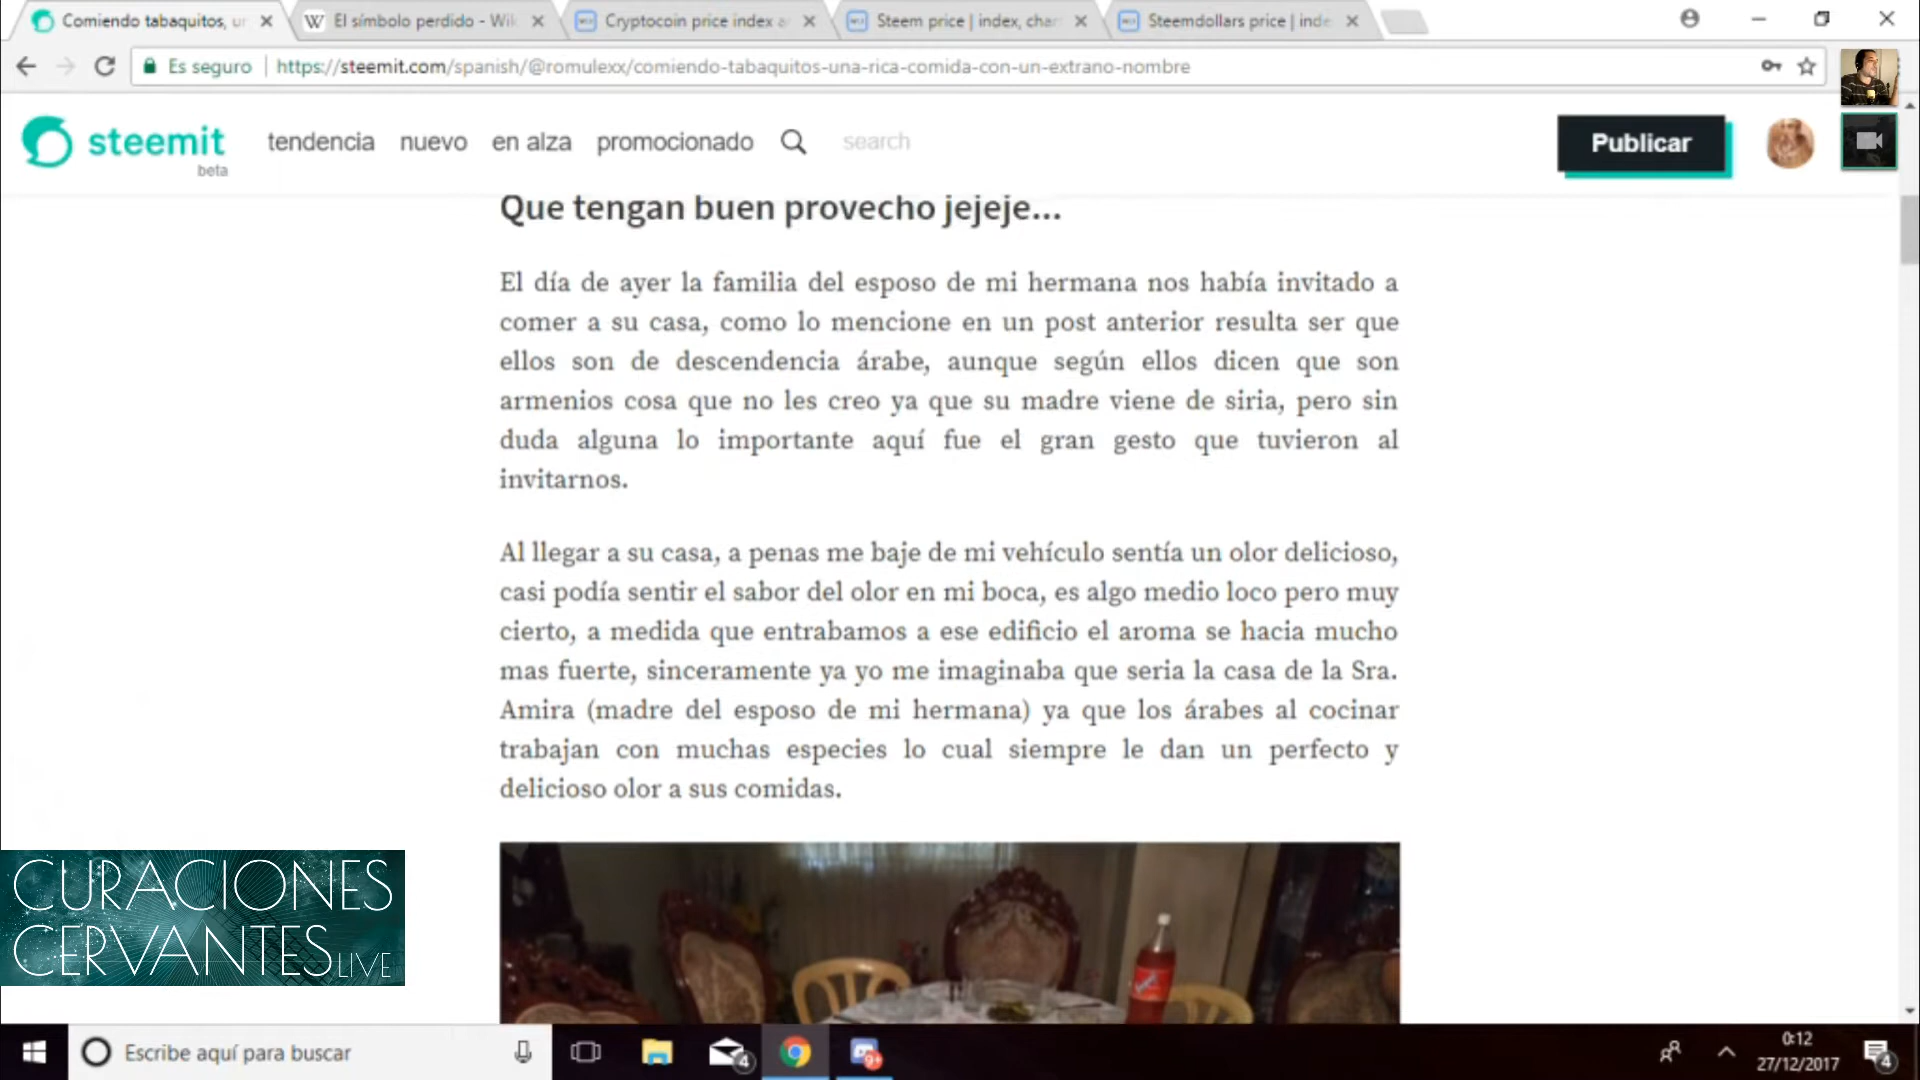 Comiendo tabaquitos, ur
El símbolo perdido - Wik
Cryptocoin price index a
Steem price | index, cha
Steemdollars price | inde
Es seguro
https://steemit.com/spanish/@romulexx/comiendo-tabaquitos-una-rica-comida-con-un-extrano-nombre
steemit
beta
tendencia
nuevo
en alza
promocionado
search
Publicar
Que tengan buen provecho jejeje...
El día de ayer la familia del esposo de mi hermana nos había invitado a
comer a su casa, como lo mencione en un post anterior resulta ser que
ellos son de descendencia árabe, aunque según ellos dicen que son
armenios cosa que no les creo ya que su madre viene de siria, pero sin
duda alguna lo importante aquí fue el gran gesto que tuvieron al
invitarnos.
Al llegar a su casa, a penas me baje de mi vehículo sentía un olor delicioso,
casi podía sentir el sabor del olor en mi boca, es algo medio loco pero muy
cierto, a medida que entrabamos a ese edificio el aroma se hacia mucho
mas fuerte, sinceramente ya yo me imaginaba que seria la casa de la Sra.
Amira (madre del esposo de mi hermana) ya que los árabes al cocinar
trabajan con muchas especies lo cual siempre le dan un perfecto y
delicioso olor a sus comidas.
CURACIONES
CERVANTES LIVE
Escribe aquí para buscar
4
9+
0:12
27/12/2017
4